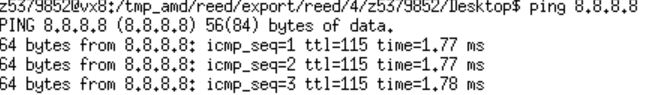 z5379852@vx8:/tmp_amd/reed/export/reed/4/z5379852/Desktop$ ping 8.8.8.8
PING 8.8.8.8 (8.8.8.8) 56(84) bytes of data.
64 bytes from 8.8.8.8: icmp_seq=1 ttl=115 time=1.77 ms
64 bytes from 8.8.8.8: icmp_seq=2 ttl=115 time=1.77 ms
64 bytes from 8.8.8.8: icmp_seq=3 ttl=115 time=1.78 ms